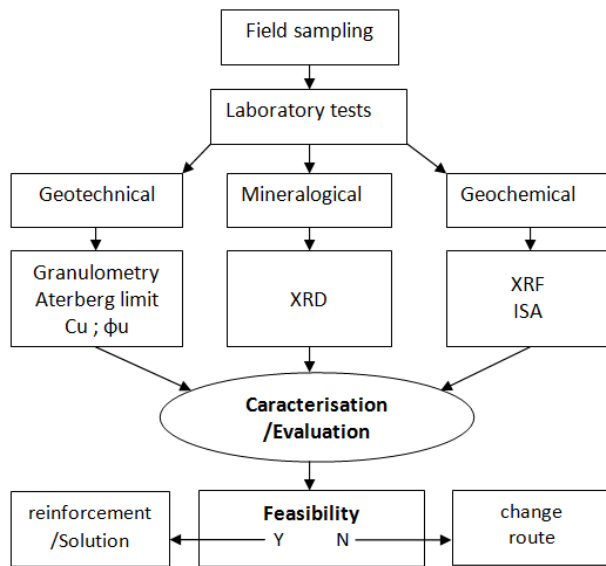 Field sampling
Laboratory tests
Geotechnical
Mineralogical
Geochemical
Granulometry
Aterberg limit
Cu ; ϕu
XRD
XRF
ISA
Caracterisation
/Evaluation
reinforcement
/Solution
Feasibility
Y N
change
route